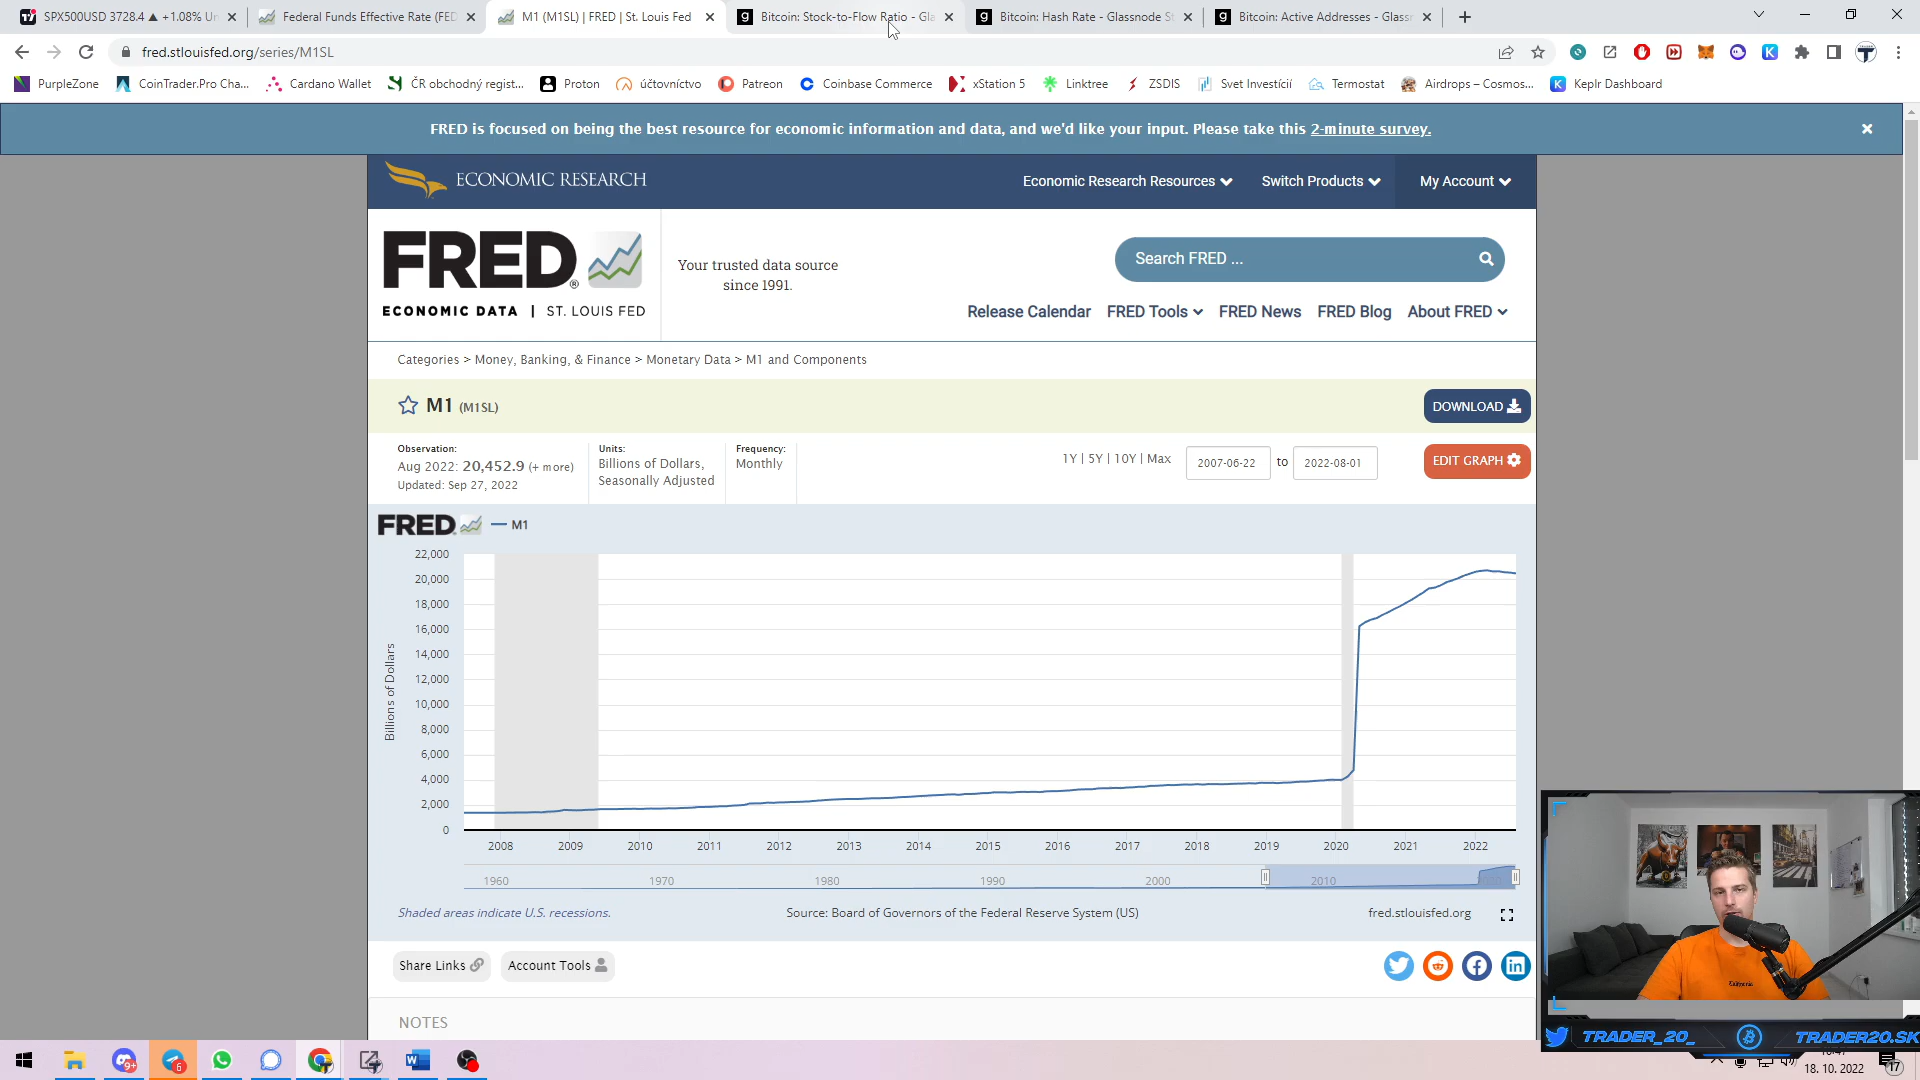 SPX500USD 3728.4 ▲ +1.08% Un
Federal Funds Effective Rate (FED
M1 (M1SL) | FRED | St. Louis Fed
Bitcoin: Stock-to-Flow Ratio - Gla
Bitcoin: Hash Rate - Glassnode St
Bitcoin: Active Addresses - Glassn
fred.stlouisfed.org/series/M1SL
PurpleZone
CoinTrader.Pro Cha...
Cardano Wallet
ČR obchodný regist...
Proton
účtovníctvo
Patreon
Coinbase Commerce
xStation 5
Linktree
ZSDIS
Svet Investícií
Termostat
Airdrops – Cosmos...
Keplr Dashboard
FRED is focused on being the best resource for economic information and data, and we'd like your input. Please take this 2-minute survey.
ECONOMIC RESEARCH
Economic Research Resources
Switch Products
My Account
FRED®
ECONOMIC DATA | ST. LOUIS FED
Your trusted data source
since 1991.
Search FRED ...
Release Calendar
FRED Tools
FRED News
FRED Blog
About FRED
Categories > Money, Banking, & Finance > Monetary Data > M1 and Components
M1 (M1SL)
DOWNLOAD
Observation:
Aug 2022: 20,452.9 (+ more)
Updated: Sep 27, 2022
Units:
Billions of Dollars,
Seasonally Adjusted
Frequency:
Monthly
1Y | 5Y | 10Y | Max
2007-06-22 to 2022-08-01
EDIT GRAPH
FRED
M1
22,000
20,000
18,000
16,000
14,000
12,000
10,000
8,000
6,000
4,000
2,000
0
Billions of Dollars
2008 2009 2010 2011 2012 2013 2014 2015 2016 2017 2018 2019 2020 2021 2022
1960 1970 1980 1990 2000 2010
Shaded areas indicate U.S. recessions.
Source: Board of Governors of the Federal Reserve System (US)
fred.stlouisfed.org
Share Links
Account Tools
NOTES
TRADER_20_
TRADER20.SK
18. 10. 2022
17
9+
6